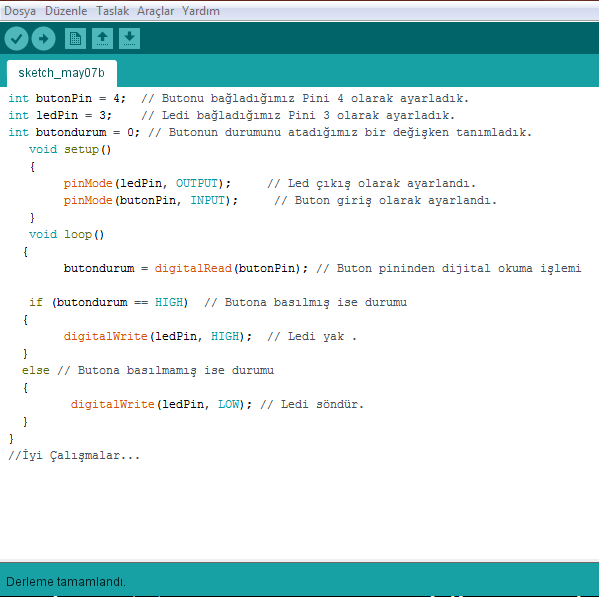 Dosya Düzenle Taslak Araçlar Yardım
sketch_may07b
int butonPin = 4;  // Butonu bağladığımız Pini 4 olarak ayarladık.
int ledPin = 3;    // Ledi bağladığımız Pini 3 olarak ayarladık.
int butondurum = 0; // Butonun durumunu atadığımız bir değişken tanımladık.
void setup()
{
pinMode(ledPin, OUTPUT);     // Led çıkış olarak ayarlandı.
pinMode(butonPin, INPUT);     // Buton giriş olarak ayarlandı.
}
void loop()
{
butondurum = digitalRead(butonPin); // Buton pininden dijital okuma işlemi
if (butondurum == HIGH)  // Butona basılmış ise durumu
{
digitalWrite(ledPin, HIGH);  // Ledi yak .
}
else // Butona basılmamış ise durumu
{
digitalWrite(ledPin, LOW); // Ledi söndür.
}
}
//İyi Çalışmalar...
Derleme tamamlandı.